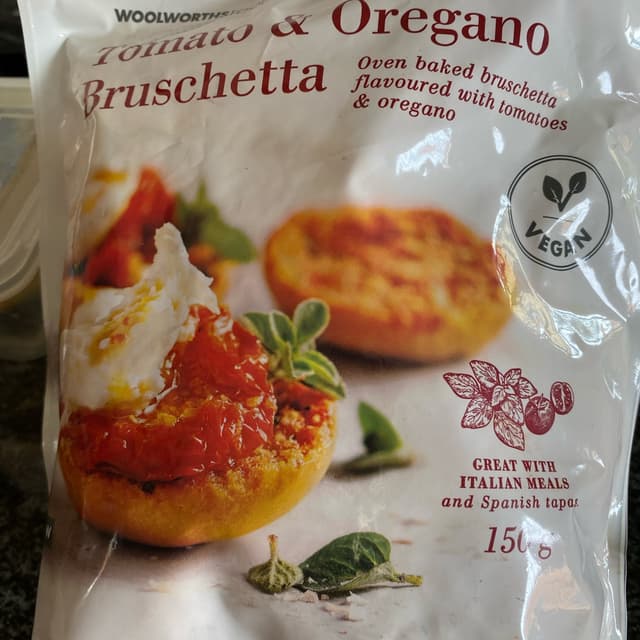 WOOLWORTHS
Tomato & Oregano
Bruschetta
Oven baked bruschetta
flavoured with tomatoes
& oregano
VEGAN
GREAT WITH
ITALIAN MEALS
and Spanish tapas
150 g